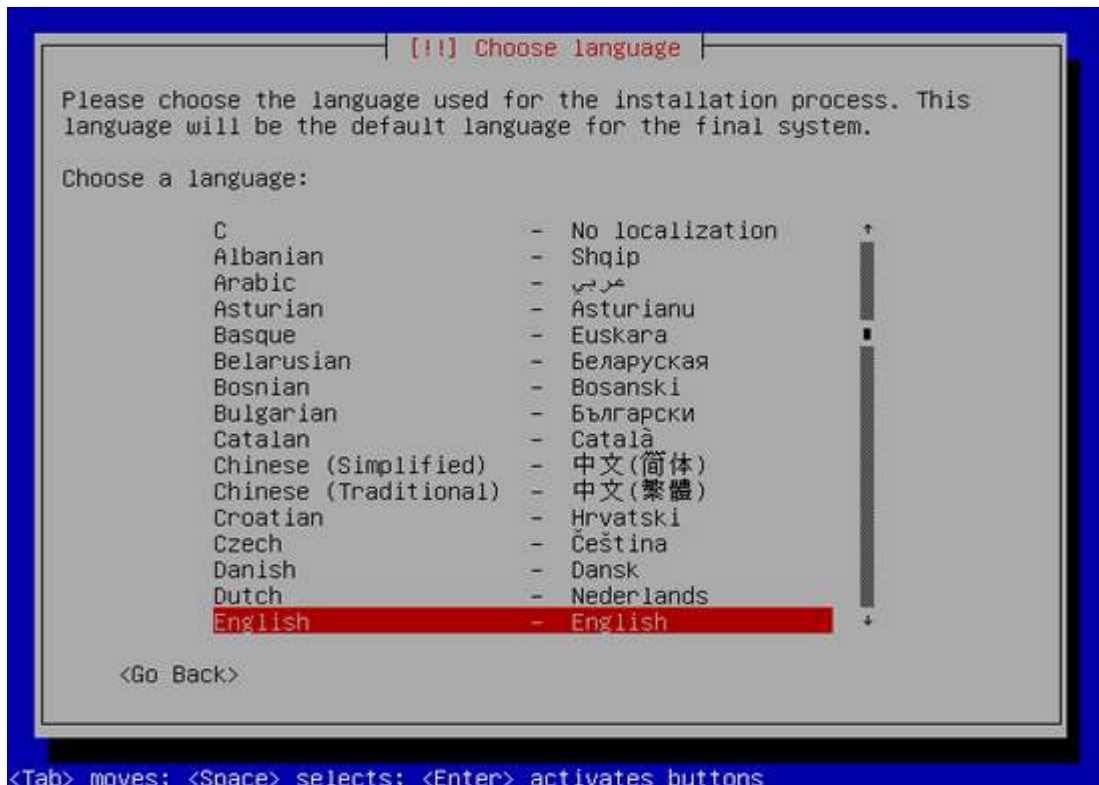 [!!] Choose language
Please choose the language used for the installation process. This
language will be the default language for the final system.
Choose a language:
C - No localization
Albanian - Shqip
Arabic - عربي
Asturian - Asturianu
Basque - Euskara
Belarusian - Беларуская
Bosnian - Bosanski
Bulgarian - Български
Catalan - Català
Chinese (Simplified) - 中文(简体)
Chinese (Traditional) - 中文(繁體)
Croatian - Hrvatski
Czech - Čeština
Danish - Dansk
Dutch - Nederlands
English - English
<Go Back>
<Tab> moves; <Space> selects; <Enter> activates buttons